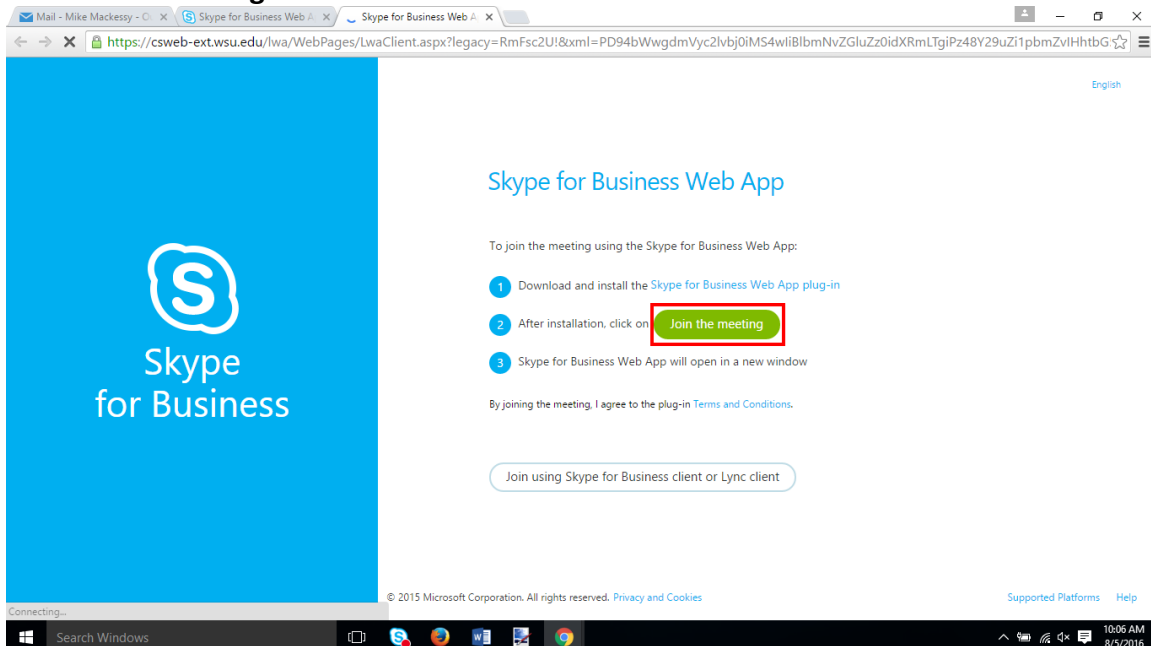 Mail - Mike Mackessy - O
Skype for Business Web A
Skype for Business Web A
https://csweb-ext.wsu.edu/lwa/WebPages/LwaClient.aspx?legacy=RmFsc2U!&xml=PD94bWwgdmVyc2lvbj0iMS4wIiBlbmNvZGluZz0idXRmLTgiPz48Y29uZi1pbmZvIHhtbG
English
Skype for Business Web App
To join the meeting using the Skype for Business Web App:
1 Download and install the Skype for Business Web App plug-in
2 After installation, click on Join the meeting
3 Skype for Business Web App will open in a new window
By joining the meeting, I agree to the plug-in Terms and Conditions.
Join using Skype for Business client or Lync client
Skype
for Business
© 2015 Microsoft Corporation. All rights reserved. Privacy and Cookies
Supported Platforms Help
Connecting...
Search Windows
10:06 AM
8/5/2016